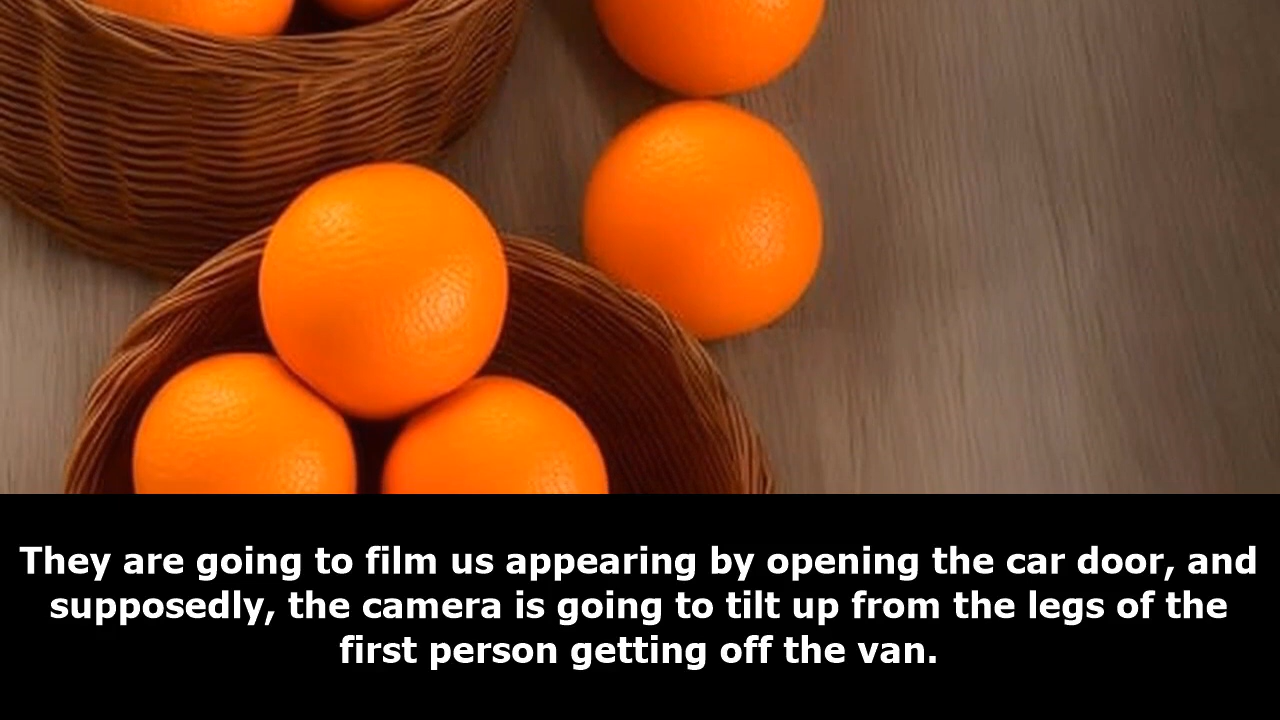 They are going to film us appearing by opening the car door, and
supposedly, the camera is going to tilt up from the legs of the
first person getting off the van.